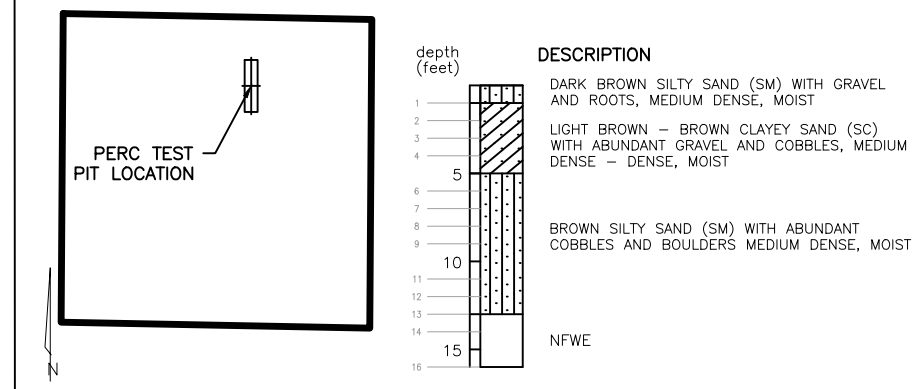 PERC TEST
PIT LOCATION
N
depth
(feet)
DESCRIPTION
DARK BROWN SILTY SAND (SM) WITH GRAVEL
AND ROOTS, MEDIUM DENSE, MOIST
LIGHT BROWN – BROWN CLAYEY SAND (SC)
WITH ABUNDANT GRAVEL AND COBBLES, MEDIUM
DENSE – DENSE, MOIST
BROWN SILTY SAND (SM) WITH ABUNDANT
COBBLES AND BOULDERS MEDIUM DENSE, MOIST
NFWE
1
2
3
4
5
6
7
8
9
10
11
12
13
14
15
16